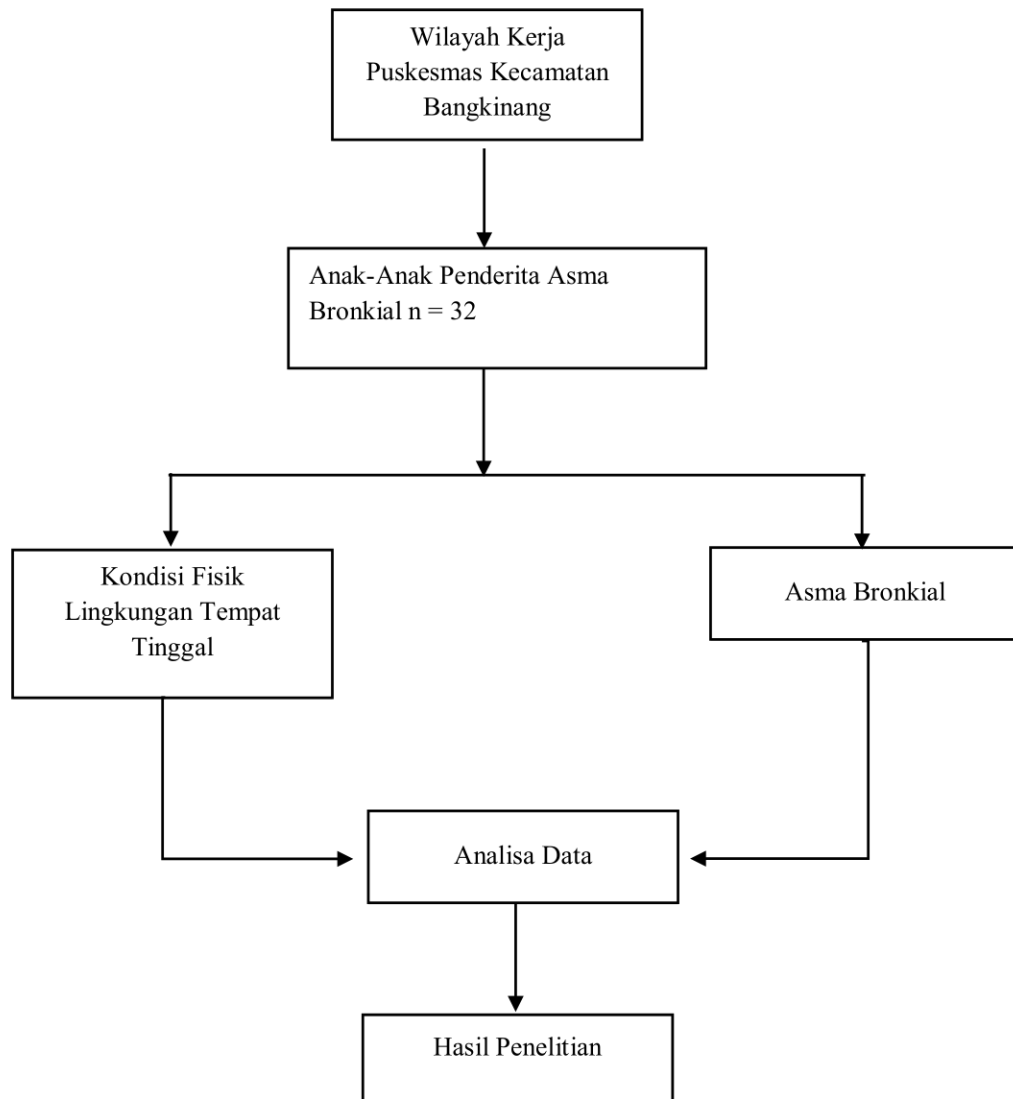 Wilayah Kerja
Puskesmas Kecamatan
Bangkinang
Anak-Anak Penderita Asma
Bronkial n = 32
Kondisi Fisik
Lingkungan Tempat
Tinggal
Asma Bronkial
Analisa Data
Hasil Penelitian